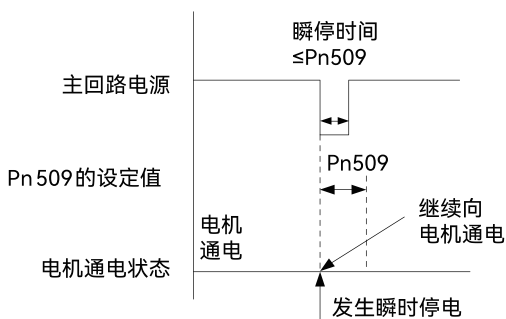 瞬停时间
≤Pn509
主回路电源
Pn509
Pn509的设定值
电机
通电
继续向
电机通电
电机通电状态
发生瞬时停电